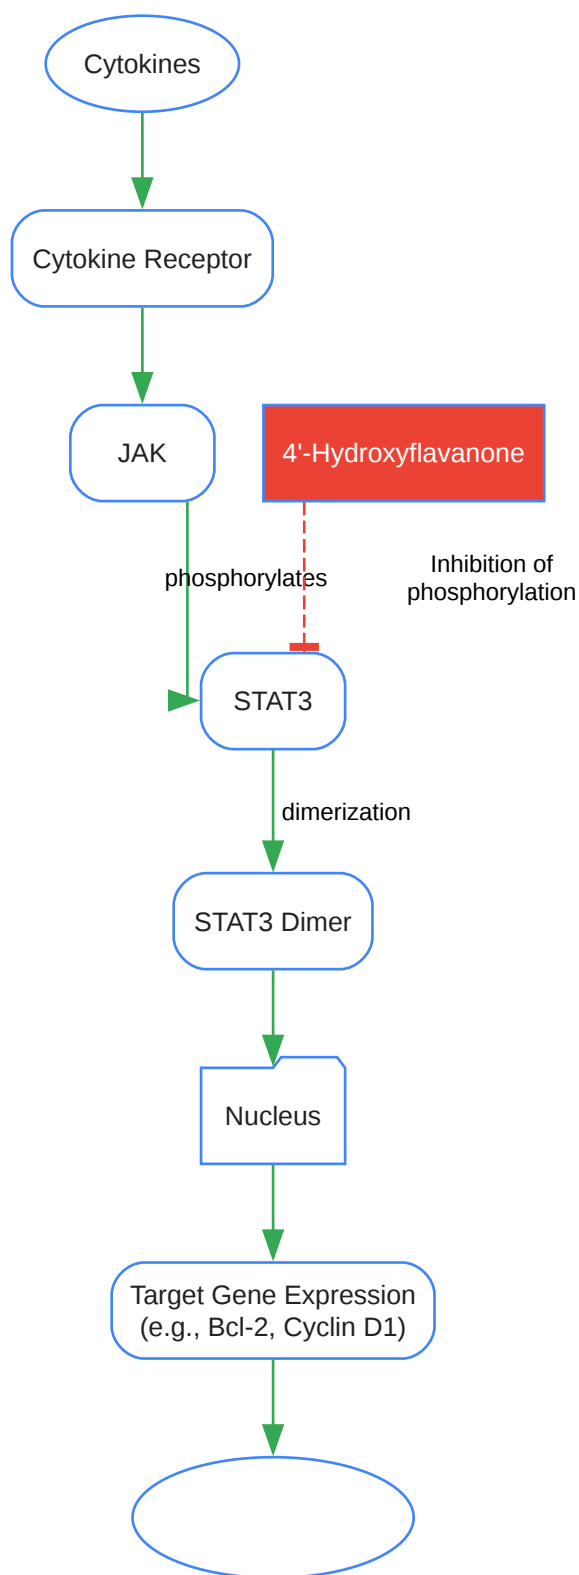 Cytokines
Cytokine Receptor
JAK
4'-Hydroxyflavanone
phosphorylates
Inhibition of
phosphorylation
STAT3
dimerization
STAT3 Dimer
Nucleus
Target Gene Expression
(e.g., Bcl-2, Cyclin D1)